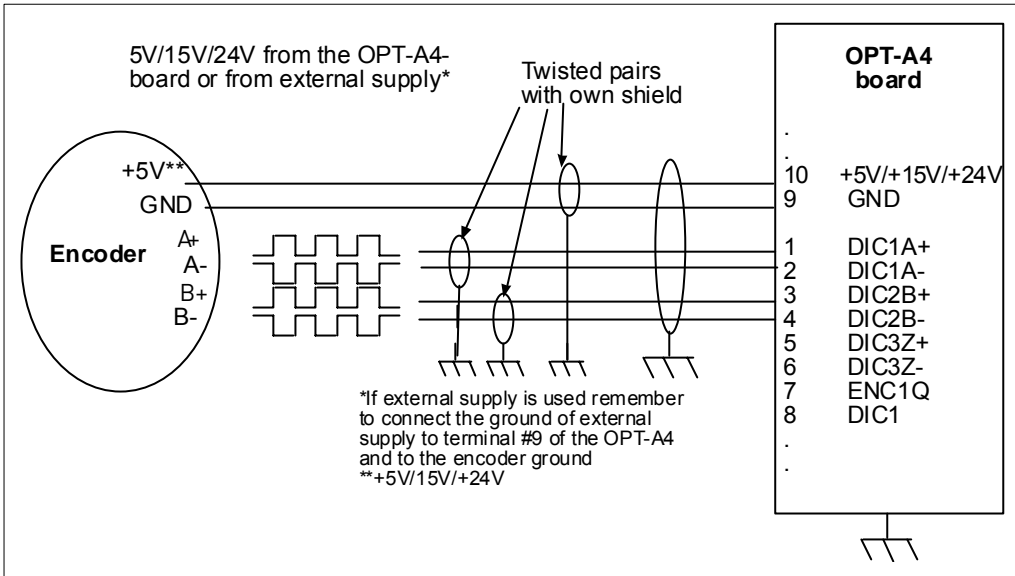 5V/15V/24V from the OPT-A4-
board or from external supply*
Twisted pairs
with own shield
OPT-A4
board
.
.
+5V**
GND
Encoder
A+
A-
B+
B-
10 +5V/+15V/+24V
9 GND
1 DIC1A+
2 DIC1A-
3 DIC2B+
4 DIC2B-
5 DIC3Z+
6 DIC3Z-
7 ENC1Q
8 DIC1
.
.
*If external supply is used remember
to connect the ground of external
supply to terminal #9 of the OPT-A4
and to the encoder ground
**+5V/15V/+24V